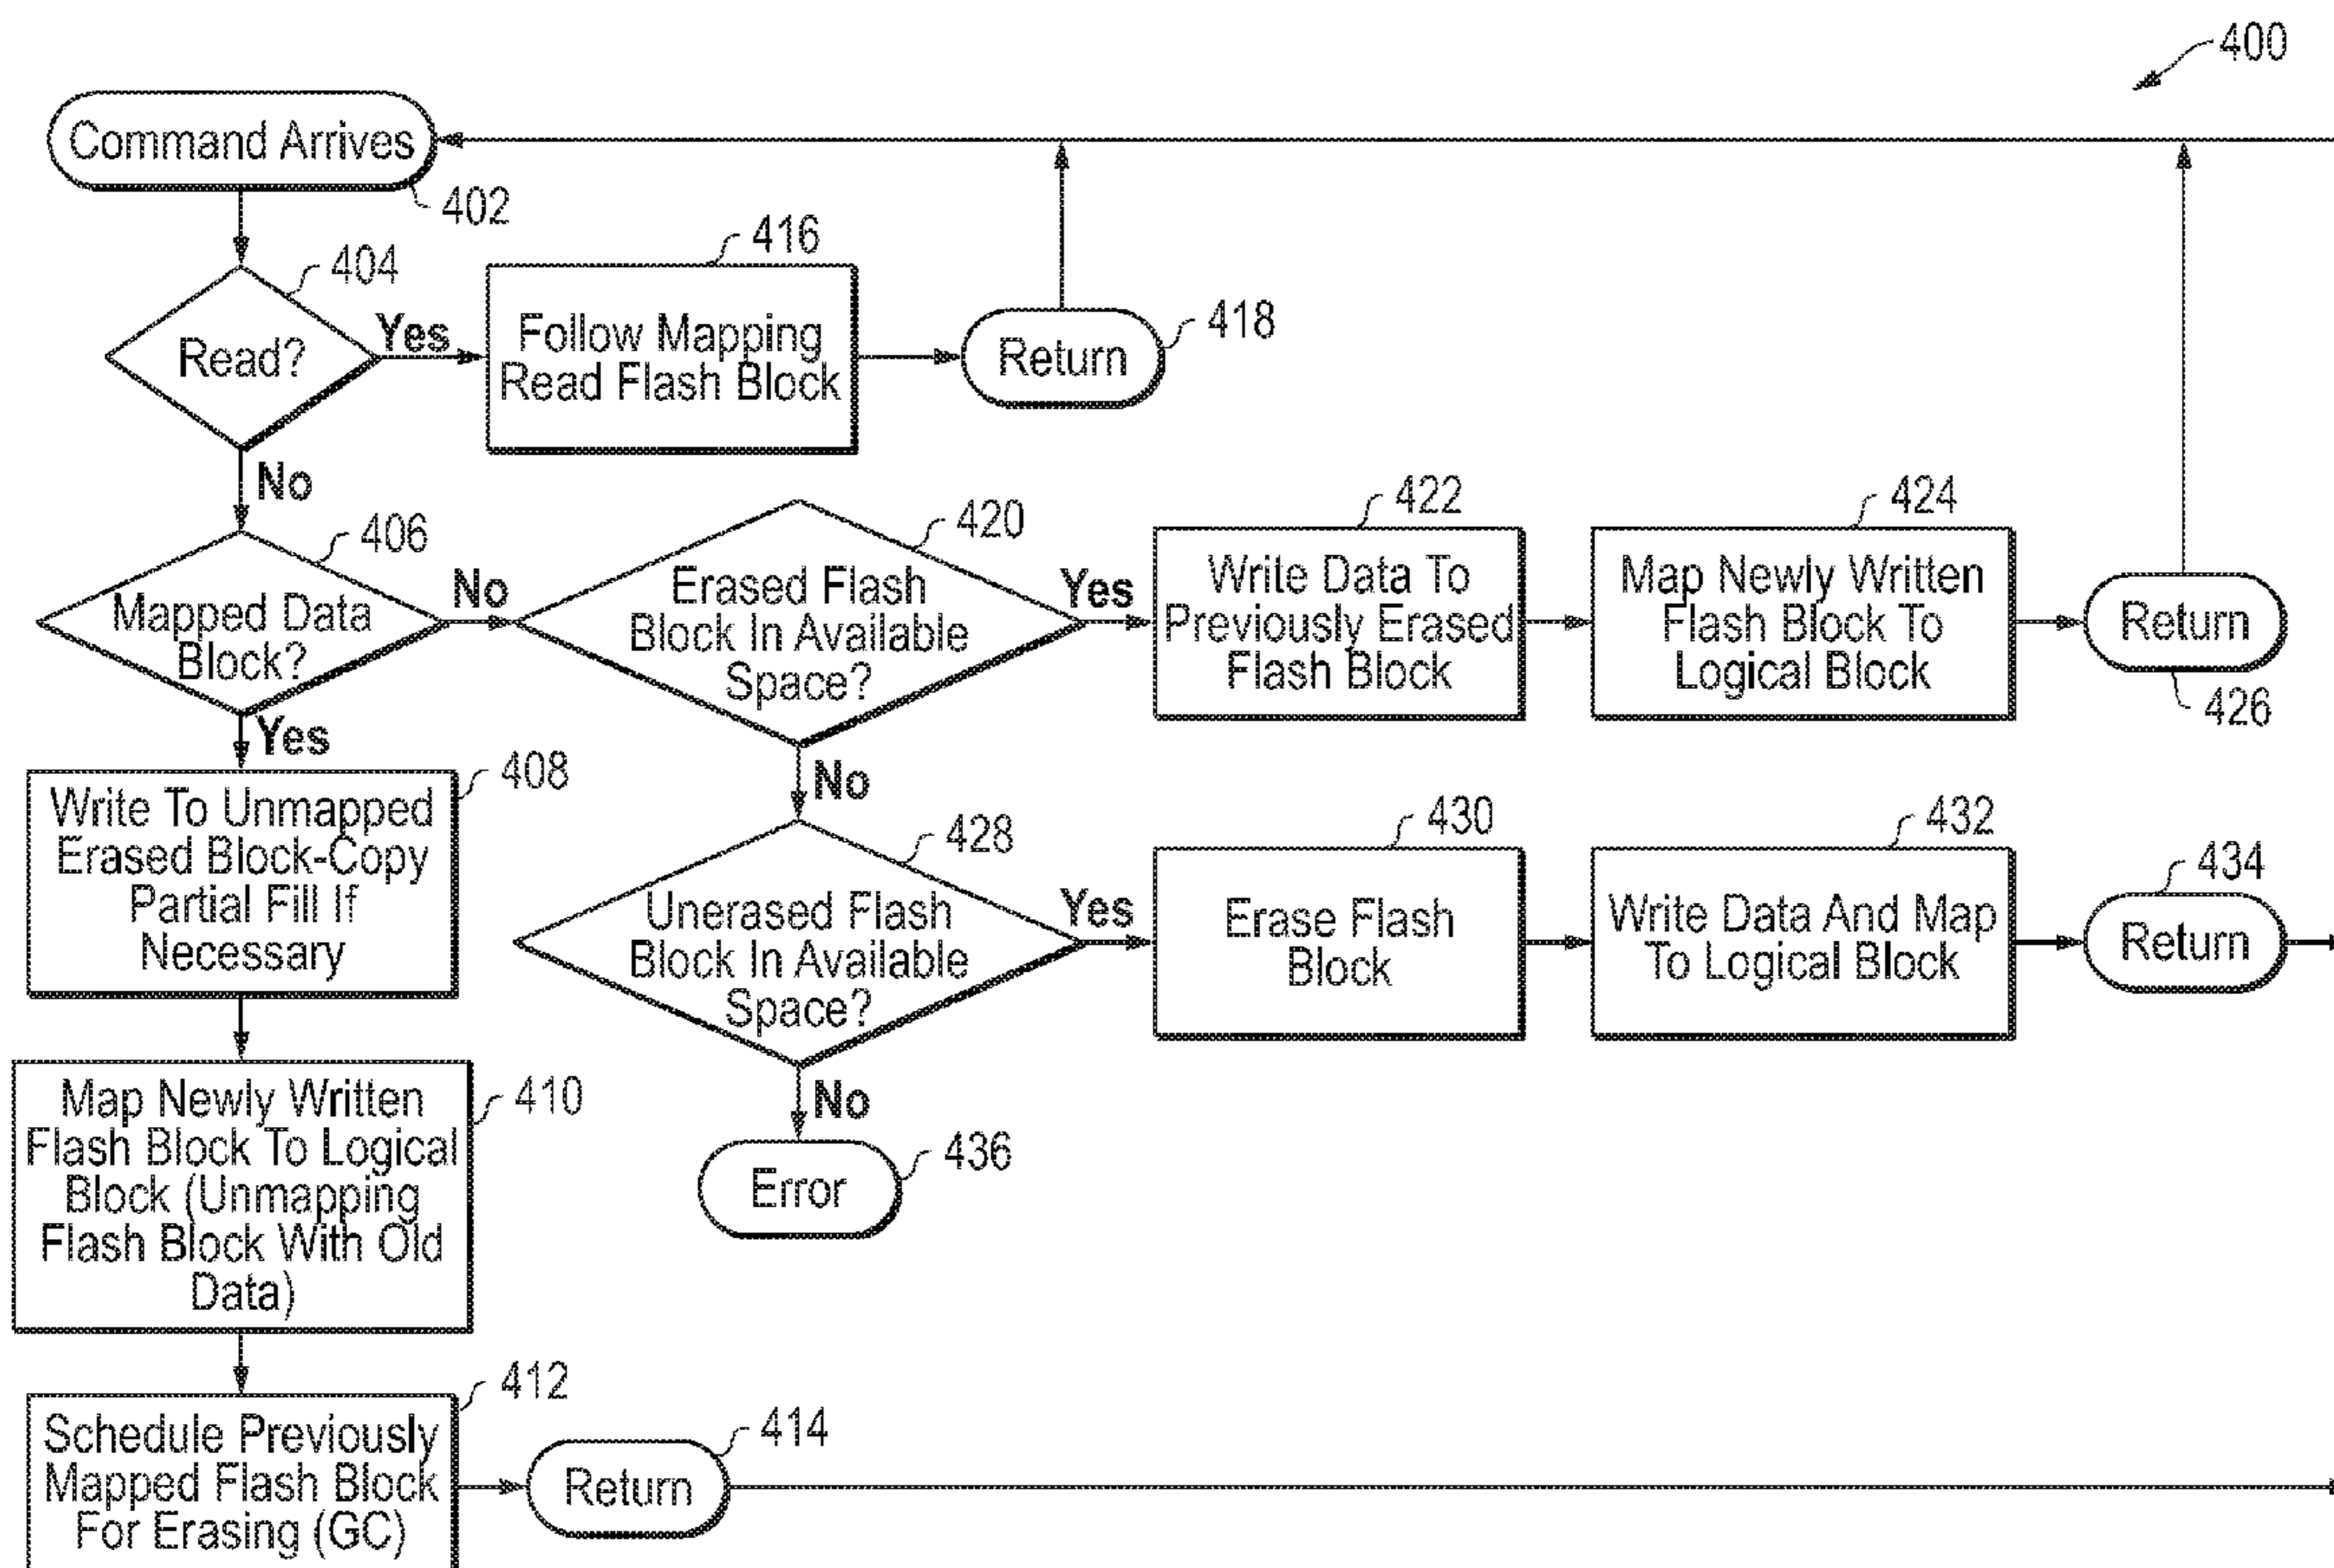 400
Command Arrives
402
404
Read?
Yes
No
416
Follow Mapping
Read Flash Block
Return
418
406
Mapped Data
Block?
No
Yes
420
Erased Flash
Block In Available
Space?
Yes
No
422
Write Data To
Previously Erased
Flash Block
424
Map Newly Written
Flash Block To
Logical Block
Return
426
408
Write To Unmapped
Erased Block-Copy
Partial Fill If
Necessary
428
Unerased Flash
Block In Available
Space?
Yes
No
430
Erase Flash
Block
432
Write Data And Map
To Logical Block
434
Return
410
Map Newly Written
Flash Block To Logical
Block (Unmapping
Flash Block With Old
Data)
Error
436
412
Schedule Previously
Mapped Flash Block
For Erasing (GC)
Return
414